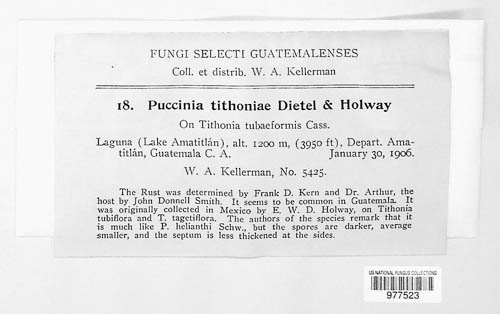 FUNGI SELECTI GUATEMALENSES
Coll. et distrib. W. A. Kellerman
18. Puccinia tithoniae Dietel & Holway
On Tithonia tubaeformis Cass.
Laguna (Lake Amatitlán), alt. 1200 m, (3950 ft), Depart. Ama-
titlán, Guatemala C. A. January 30, 1906.
W. A. Kellerman, No. 5425.
The Rust was determined by Frank D. Kern and Dr. Arthur, the
host by John Donnell Smith. It seems to be common in Guatemala. It
was originally collected in Mexico by E. W. D. Holway, on Tithonia
tubiflora and T. tagetiflora. The authors of the species remark that it
is much like P. helianthi Schw., but the spores are darker, average
smaller, and the septum is less thickened at the sides.
US NATIONAL FUNGUS COLLECTIONS
977523